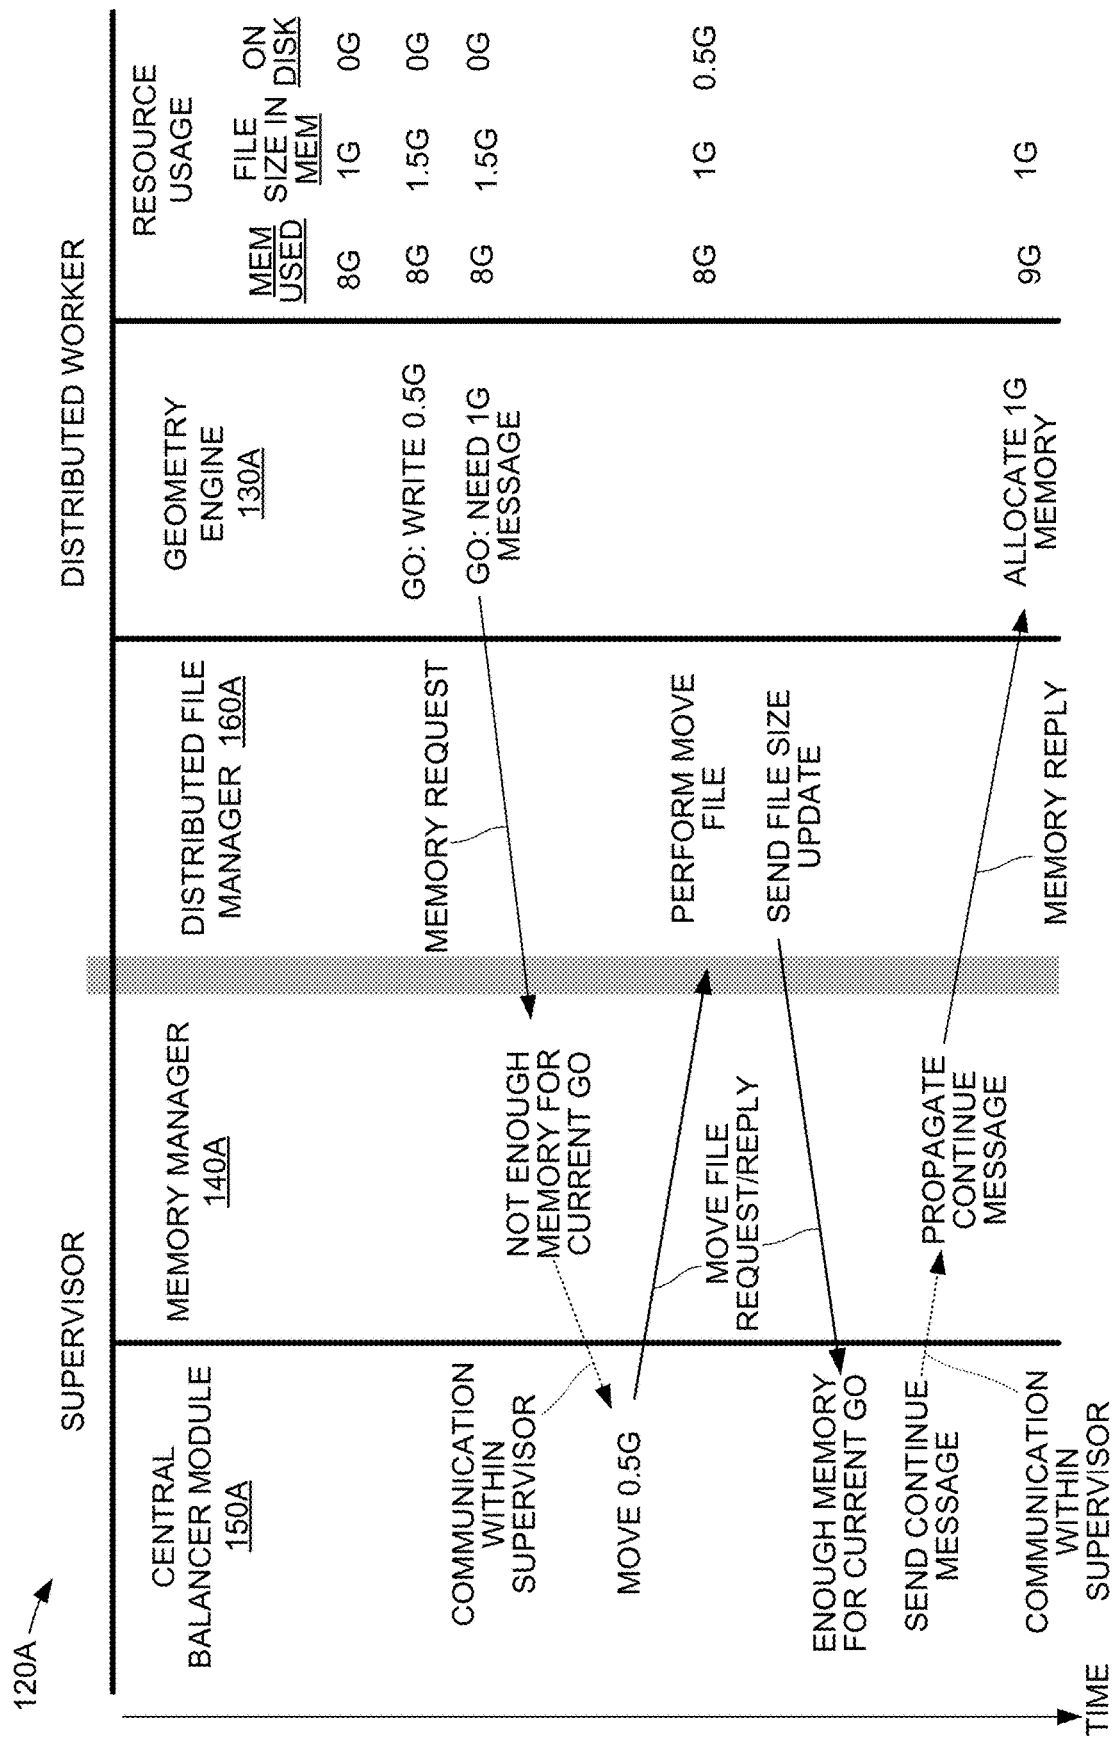 120A
SUPERVISOR
DISTRIBUTED WORKER
CENTRAL
BALANCER MODULE
150A
MEMORY MANAGER
140A
DISTRIBUTED FILE
MANAGER 160A
GEOMETRY
ENGINE
130A
RESOURCE
USAGE
MEM
USED
FILE
SIZE IN
MEM
ON
DISK
8G 1G 0G
GO: WRITE 0.5G
8G 1.5G 0G
MEMORY REQUEST
GO: NEED 1G
MESSAGE
8G 1.5G 0G
COMMUNICATION
WITHIN
SUPERVISOR
NOT ENOUGH
MEMORY FOR
CURRENT GO
MOVE 0.5G
MOVE FILE
REQUEST/REPLY
PERFORM MOVE
FILE
8G 1G 0.5G
SEND FILE SIZE
UPDATE
ENOUGH MEMORY
FOR CURRENT GO
SEND CONTINUE
MESSAGE
PROPAGATE
CONTINUE
MESSAGE
ALLOCATE 1G
MEMORY
9G 1G
MEMORY REPLY
COMMUNICATION
WITHIN
SUPERVISOR
TIME